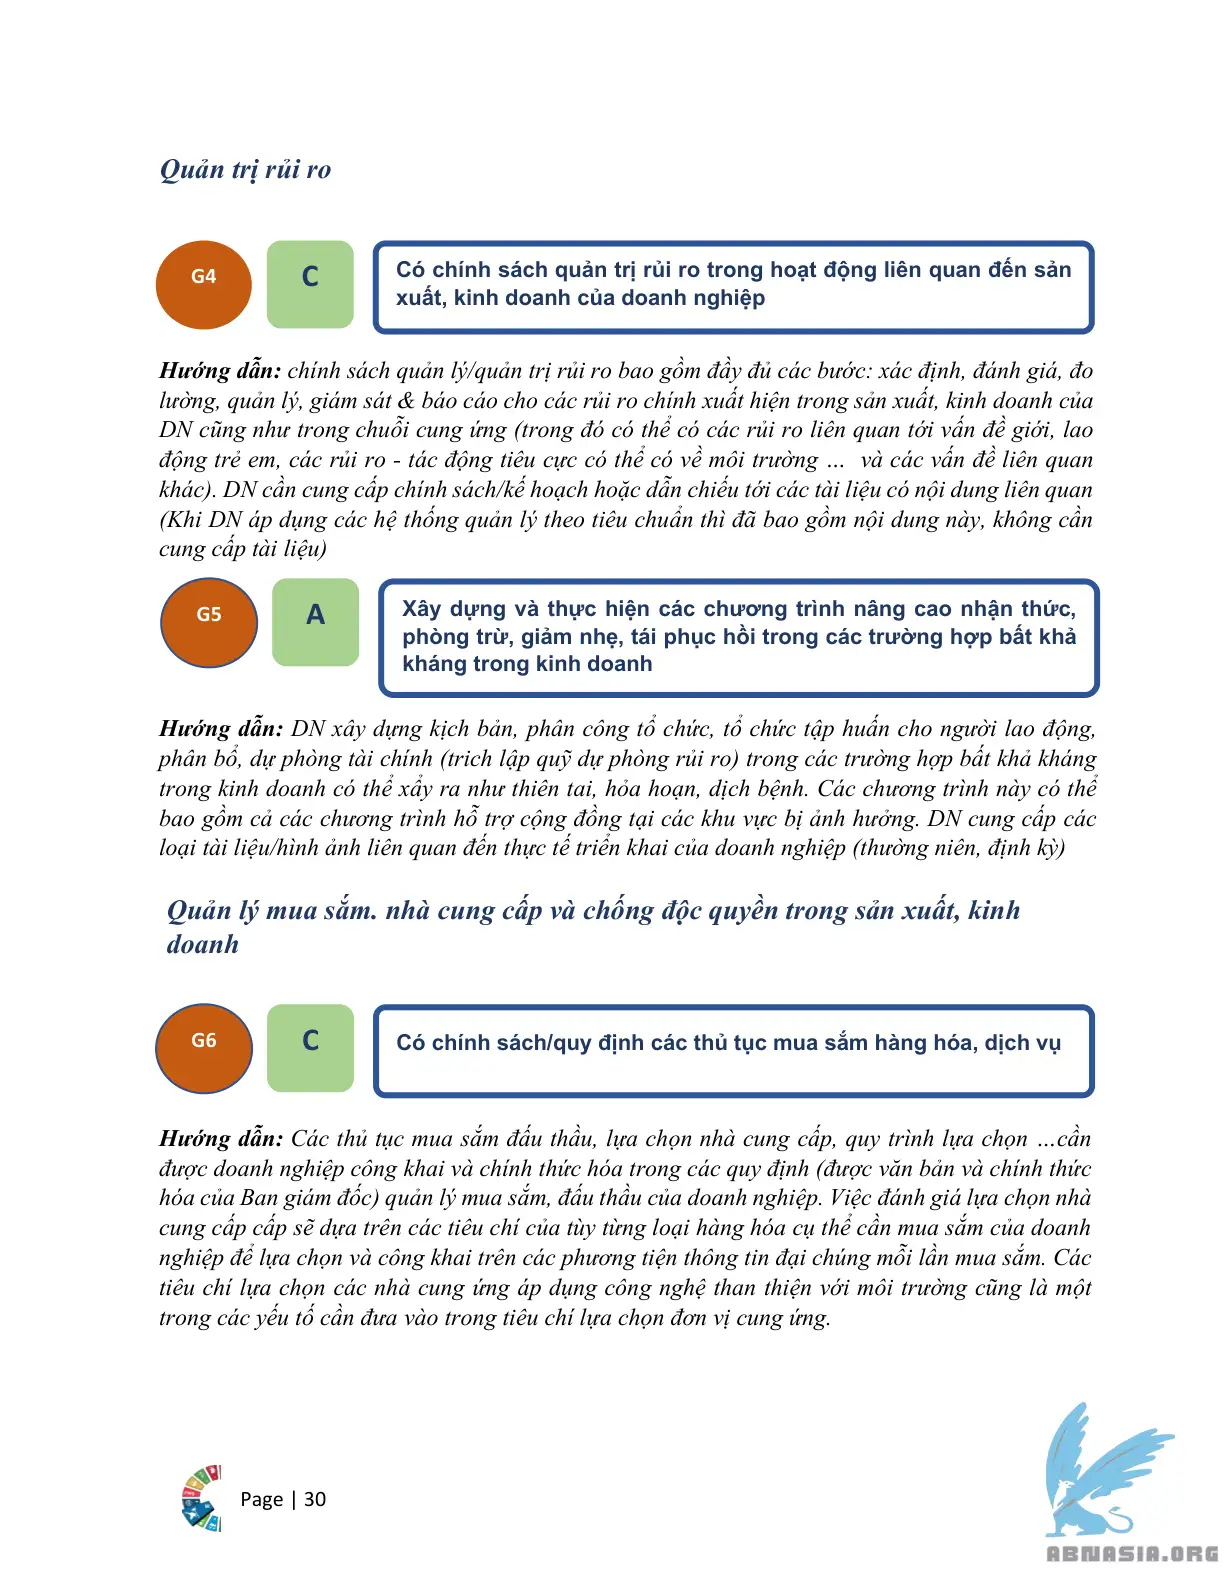 Quản trị rủi ro
G4
C
Có chính sách quản trị rủi ro trong hoạt động liên quan đến sản
xuất, kinh doanh của doanh nghiệp
Hướng dẫn: chính sách quản lý/quản trị rủi ro bao gồm đầy đủ các bước: xác định, đánh giá, đo
lường, quản lý, giám sát & báo cáo cho các rủi ro chính xuất hiện trong sản xuất, kinh doanh của
DN cũng như trong chuỗi cung ứng (trong đó có thể có các rủi ro liên quan tới vấn đề giới, lao
động trẻ em, các rủi ro - tác động tiêu cực có thể có về môi trường … và các vấn đề liên quan
khác). DN cần cung cấp chính sách/kế hoạch hoặc dẫn chiếu tới các tài liệu có nội dung liên quan
(Khi DN áp dụng các hệ thống quản lý theo tiêu chuẩn thì đã bao gồm nội dung này, không cần
cung cấp tài liệu)
G5
A
Xây dựng và thực hiện các chương trình nâng cao nhận thức,
phòng trừ, giảm nhẹ, tái phục hồi trong các trường hợp bất khả
kháng trong kinh doanh
Hướng dẫn: DN xây dựng kịch bản, phân công tổ chức, tổ chức tập huấn cho người lao động,
phân bổ, dự phòng tài chính (trich lập quỹ dự phòng rủi ro) trong các trường hợp bất khả kháng
trong kinh doanh có thể xẩy ra như thiên tai, hỏa hoạn, dịch bệnh. Các chương trình này có thể
bao gồm cả các chương trình hỗ trợ cộng đồng tại các khu vực bị ảnh hưởng. DN cung cấp các
loại tài liệu/hình ảnh liên quan đến thực tế triển khai của doanh nghiệp (thường niên, định kỳ)
Quản lý mua sắm. nhà cung cấp và chống độc quyền trong sản xuất, kinh
doanh
G6
C
Có chính sách/quy định các thủ tục mua sắm hàng hóa, dịch vụ
Hướng dẫn: Các thủ tục mua sắm đấu thầu, lựa chọn nhà cung cấp, quy trình lựa chọn …cần
được doanh nghiệp công khai và chính thức hóa trong các quy định (được văn bản và chính thức
hóa của Ban giám đốc) quản lý mua sắm, đấu thầu của doanh nghiệp. Việc đánh giá lựa chọn nhà
cung cấp cấp sẽ dựa trên các tiêu chí của tùy từng loại hàng hóa cụ thể cần mua sắm của doanh
nghiệp để lựa chọn và công khai trên các phương tiện thông tin đại chúng mỗi lần mua sắm. Các
tiêu chí lựa chọn các nhà cung ứng áp dụng công nghệ than thiện với môi trường cũng là một
trong các yếu tố cần đưa vào trong tiêu chí lựa chọn đơn vị cung ứng.
Page | 30
ABNASIA.ORG